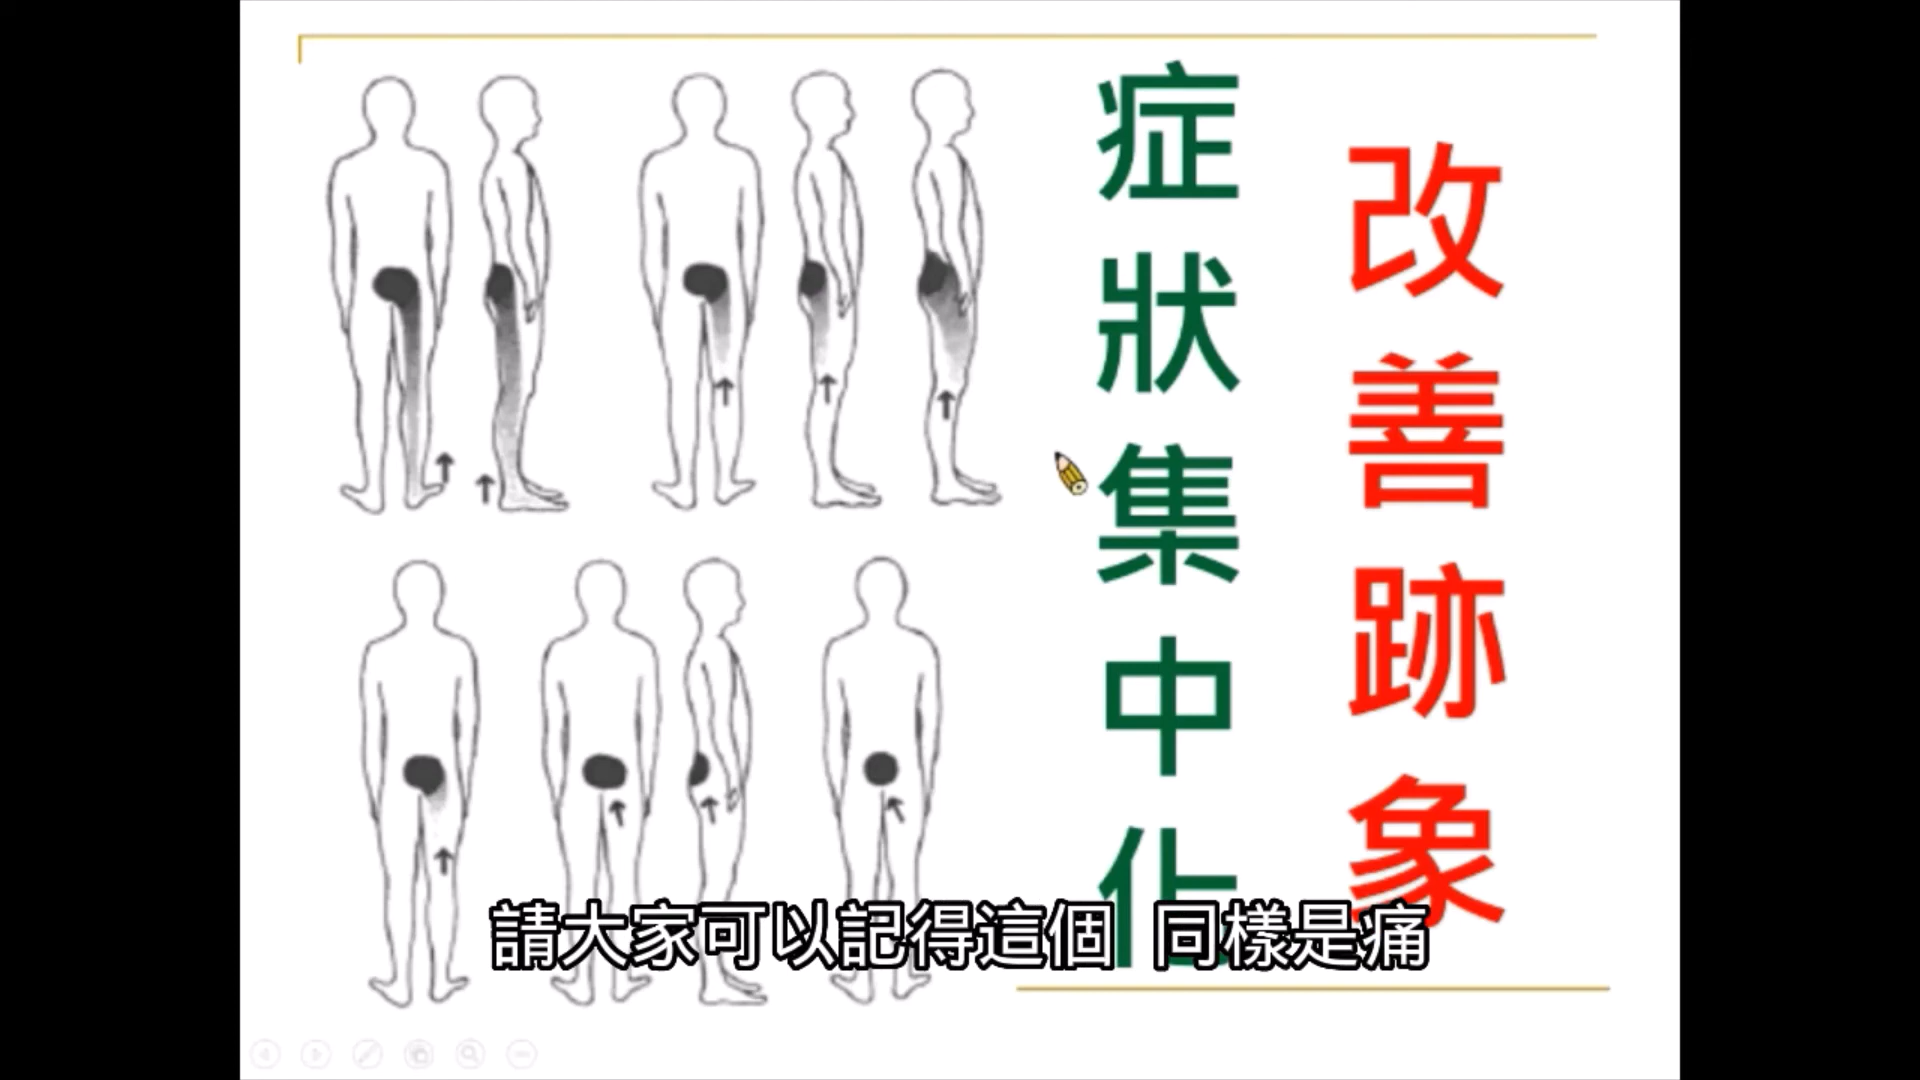 症狀集中化
改善跡象
請大家可以記得這個 同樣是痛